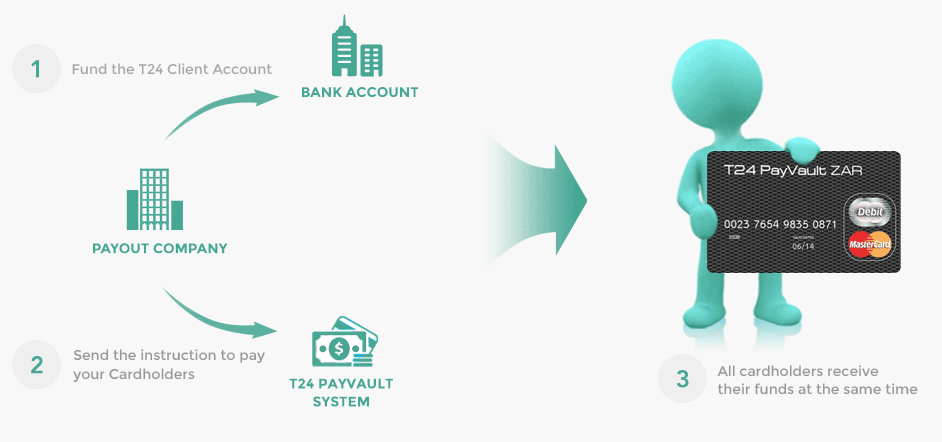 1
Fund the T24 Client Account
BANK ACCOUNT
PAYOUT COMPANY
2
Send the instruction to pay
your Cardholders
$
T24 PAYVAULT
SYSTEM
T24 PayVault ZAR
0023 7654 9835 0871
06/14
Debit
MasterCard
3
All cardholders receive
their funds at the same time